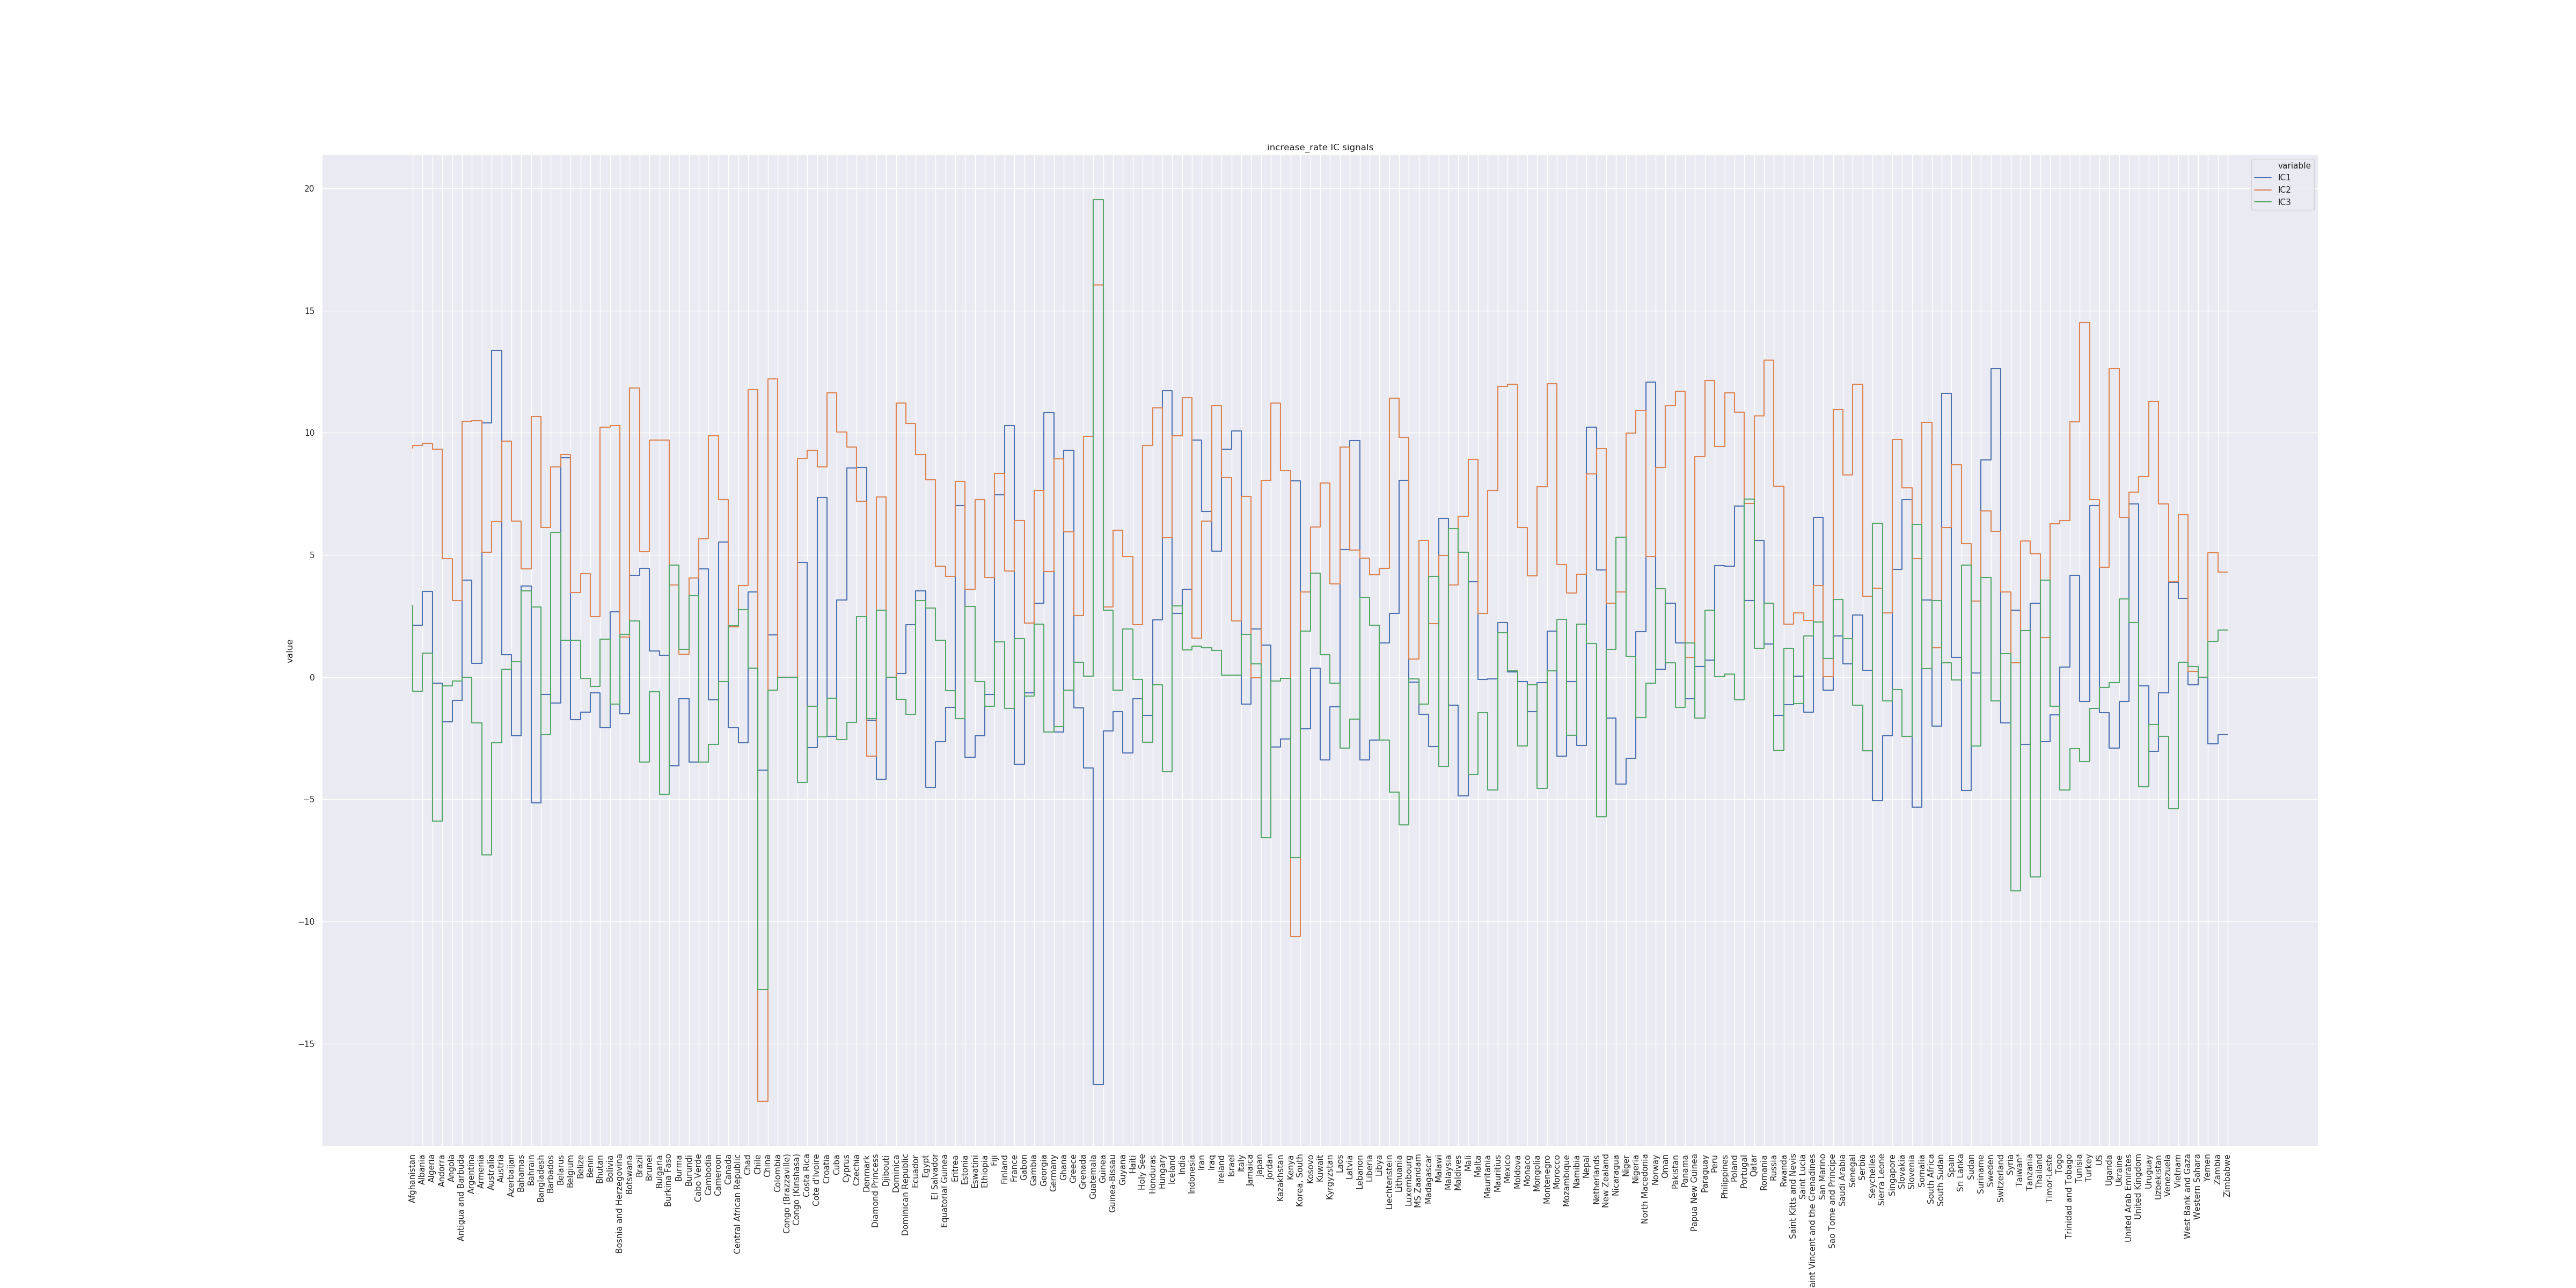 increase_rate IC signals
variable
IC1
IC2
IC3
20
15
10
5
0
−5
−10
−15
value
Afghanistan
Albania
Algeria
Andorra
Angola
Antigua and Barbuda
Argentina
Armenia
Australia
Austria
Azerbaijan
Bahamas
Bahrain
Bangladesh
Barbados
Belarus
Belgium
Belize
Benin
Bhutan
Bolivia
Bosnia and Herzegovina
Botswana
Brazil
Brunei
Bulgaria
Burkina Faso
Burma
Burundi
Cabo Verde
Cambodia
Cameroon
Canada
Central African Republic
Chad
Chile
China
Colombia
Congo (Brazzaville)
Congo (Kinshasa)
Costa Rica
Cote d'Ivoire
Croatia
Cuba
Cyprus
Czechia
Denmark
Diamond Princess
Djibouti
Dominica
Dominican Republic
Ecuador
Egypt
El Salvador
Equatorial Guinea
Eritrea
Estonia
Eswatini
Ethiopia
Fiji
Finland
France
Gabon
Gambia
Georgia
Germany
Ghana
Greece
Grenada
Guatemala
Guinea
Guinea-Bissau
Guyana
Haiti
Holy See
Honduras
Hungary
Iceland
India
Indonesia
Iran
Iraq
Ireland
Israel
Italy
Jamaica
Japan
Jordan
Kazakhstan
Kenya
Korea, South
Kosovo
Kuwait
Kyrgyzstan
Laos
Latvia
Lebanon
Liberia
Libya
Liechtenstein
Lithuania
Luxembourg
MS Zaandam
Madagascar
Malawi
Malaysia
Maldives
Mali
Malta
Mauritania
Mauritius
Mexico
Moldova
Monaco
Mongolia
Montenegro
Morocco
Mozambique
Namibia
Nepal
Netherlands
New Zealand
Nicaragua
Niger
Nigeria
North Macedonia
Norway
Oman
Pakistan
Panama
Papua New Guinea
Paraguay
Peru
Philippines
Poland
Portugal
Qatar
Romania
Russia
Rwanda
Saint Kitts and Nevis
Saint Lucia
aint Vincent and the Grenadines
San Marino
Sao Tome and Principe
Saudi Arabia
Senegal
Serbia
Seychelles
Sierra Leone
Singapore
Slovakia
Slovenia
Somalia
South Africa
South Sudan
Spain
Sri Lanka
Sudan
Suriname
Sweden
Switzerland
Syria
Taiwan*
Tanzania
Thailand
Timor-Leste
Togo
Trinidad and Tobago
Tunisia
Turkey
US
Uganda
Ukraine
United Arab Emirates
United Kingdom
Uruguay
Uzbekistan
Venezuela
Vietnam
West Bank and Gaza
Western Sahara
Yemen
Zambia
Zimbabwe